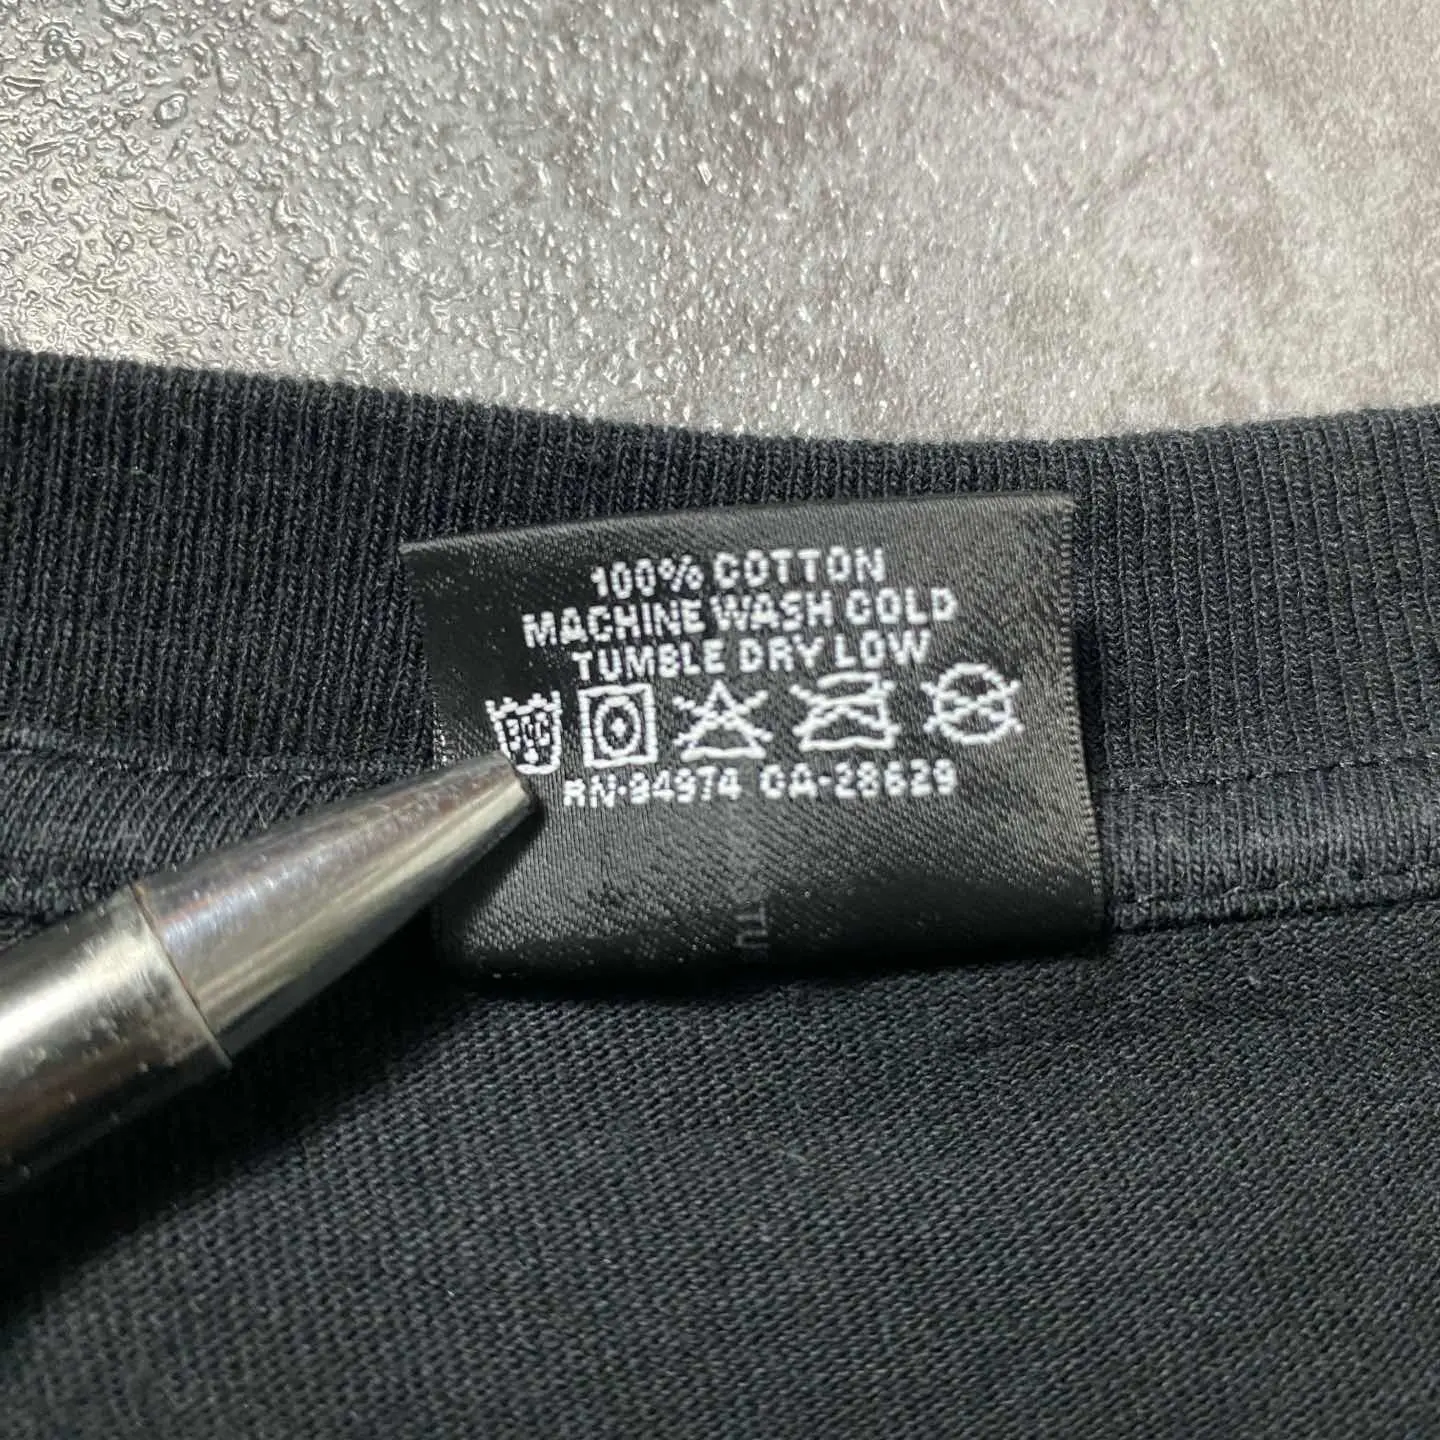 100% COTTON
MACHINE WASH COLD
TUMBLE DRY LOW
RN-94974 CA-28629